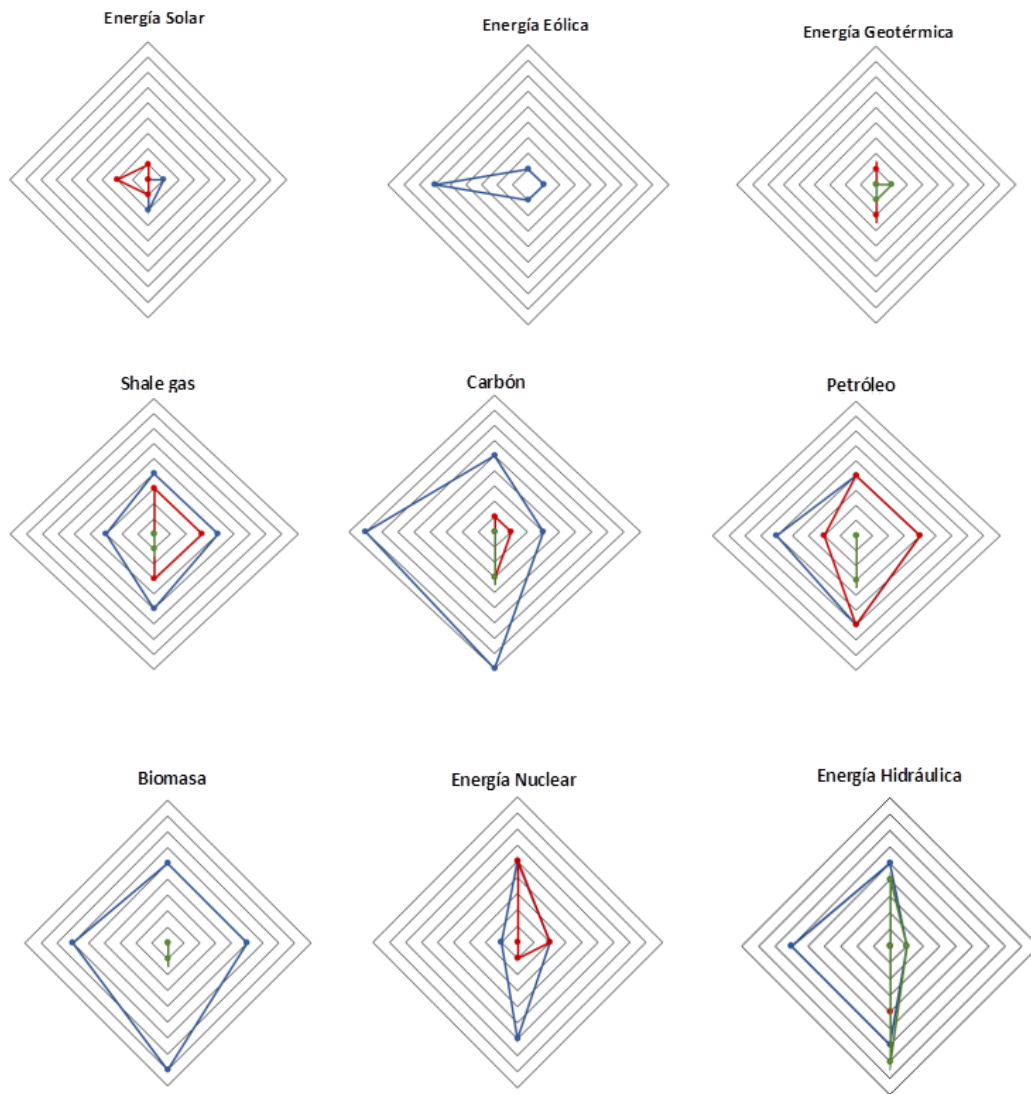 Energía Solar
Energía Eólica
Energía Geotérmica
Shale gas
Carbón
Petróleo
Biomasa
Energía Nuclear
Energía Hidráulica